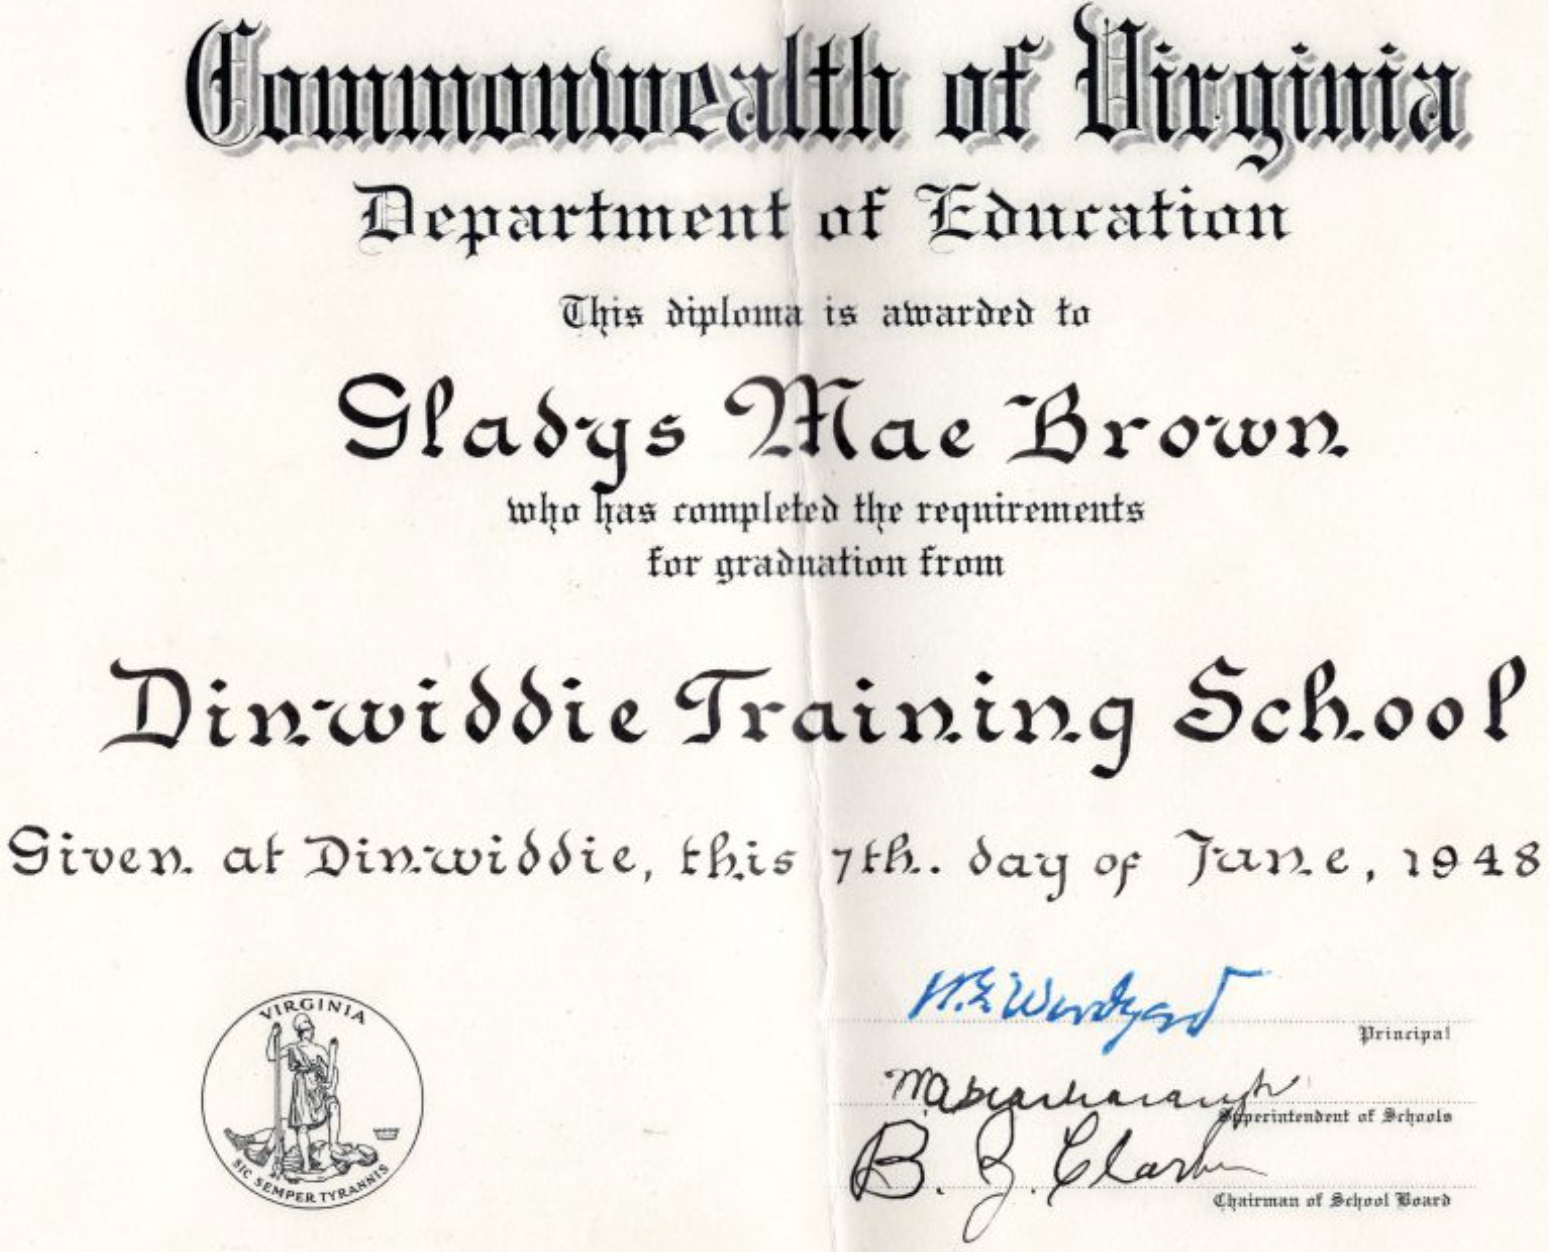 Commonwealth of Virginia
Department of Education
This diploma is awarded to
Gladys Mae Brown
who has completed the requirements
for graduation from
Dinwiddie Training School
Given at Dinwiddie, this 7th. day of June, 1948
VIRGINIA
SIC SEMPER TYRANNIS
Principal
Superintendent of Schools
B.
Chairman of School Board